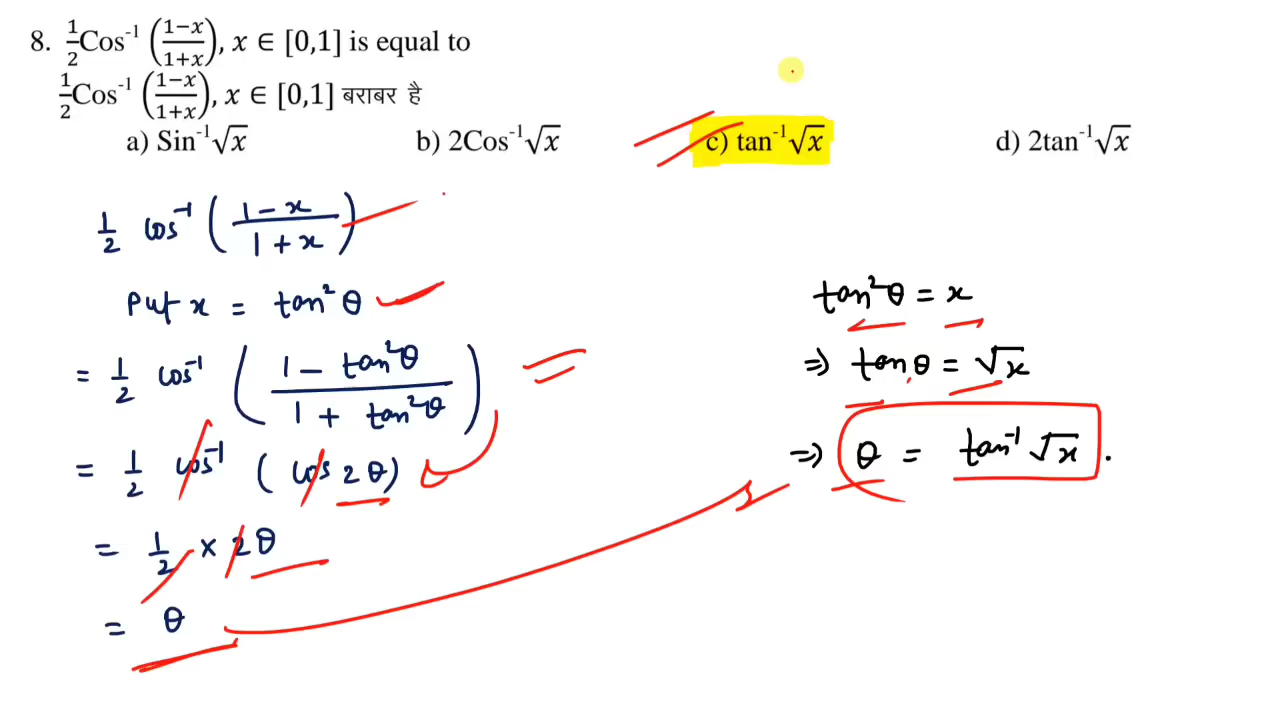 8. ½Cos⁻¹ ((1−x)/(1+x)), x ∈ [0,1] is equal to
½Cos⁻¹ ((1−x)/(1+x)), x ∈ [0,1] बराबर है
a) Sin⁻¹√x b) 2Cos⁻¹√x c) tan⁻¹√x d) 2tan⁻¹√x
½ cos⁻¹ ((1 − x)/(1 + x))
Put x = tan²θ
= ½ cos⁻¹ ((1 − tan²θ)/(1 + tan²θ))
= ½ cos⁻¹ (cos 2θ)
= ½ × 2θ
= θ
tan²θ = x
⇒ tan θ = √x
⇒ θ = tan⁻¹ √x.